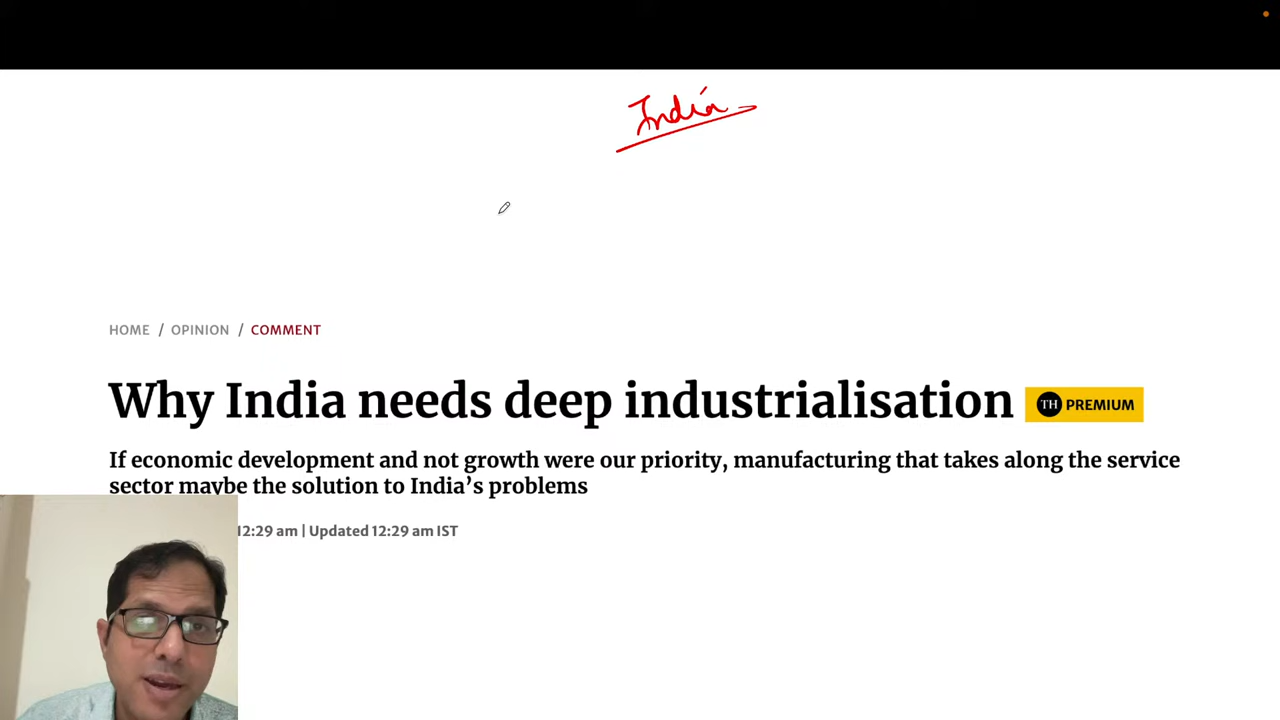 India
HOME / OPINION / COMMENT
Why India needs deep industrialisation TH PREMIUM
If economic development and not growth were our priority, manufacturing that takes along the service
sector maybe the solution to India’s problems
12:29 am | Updated 12:29 am IST